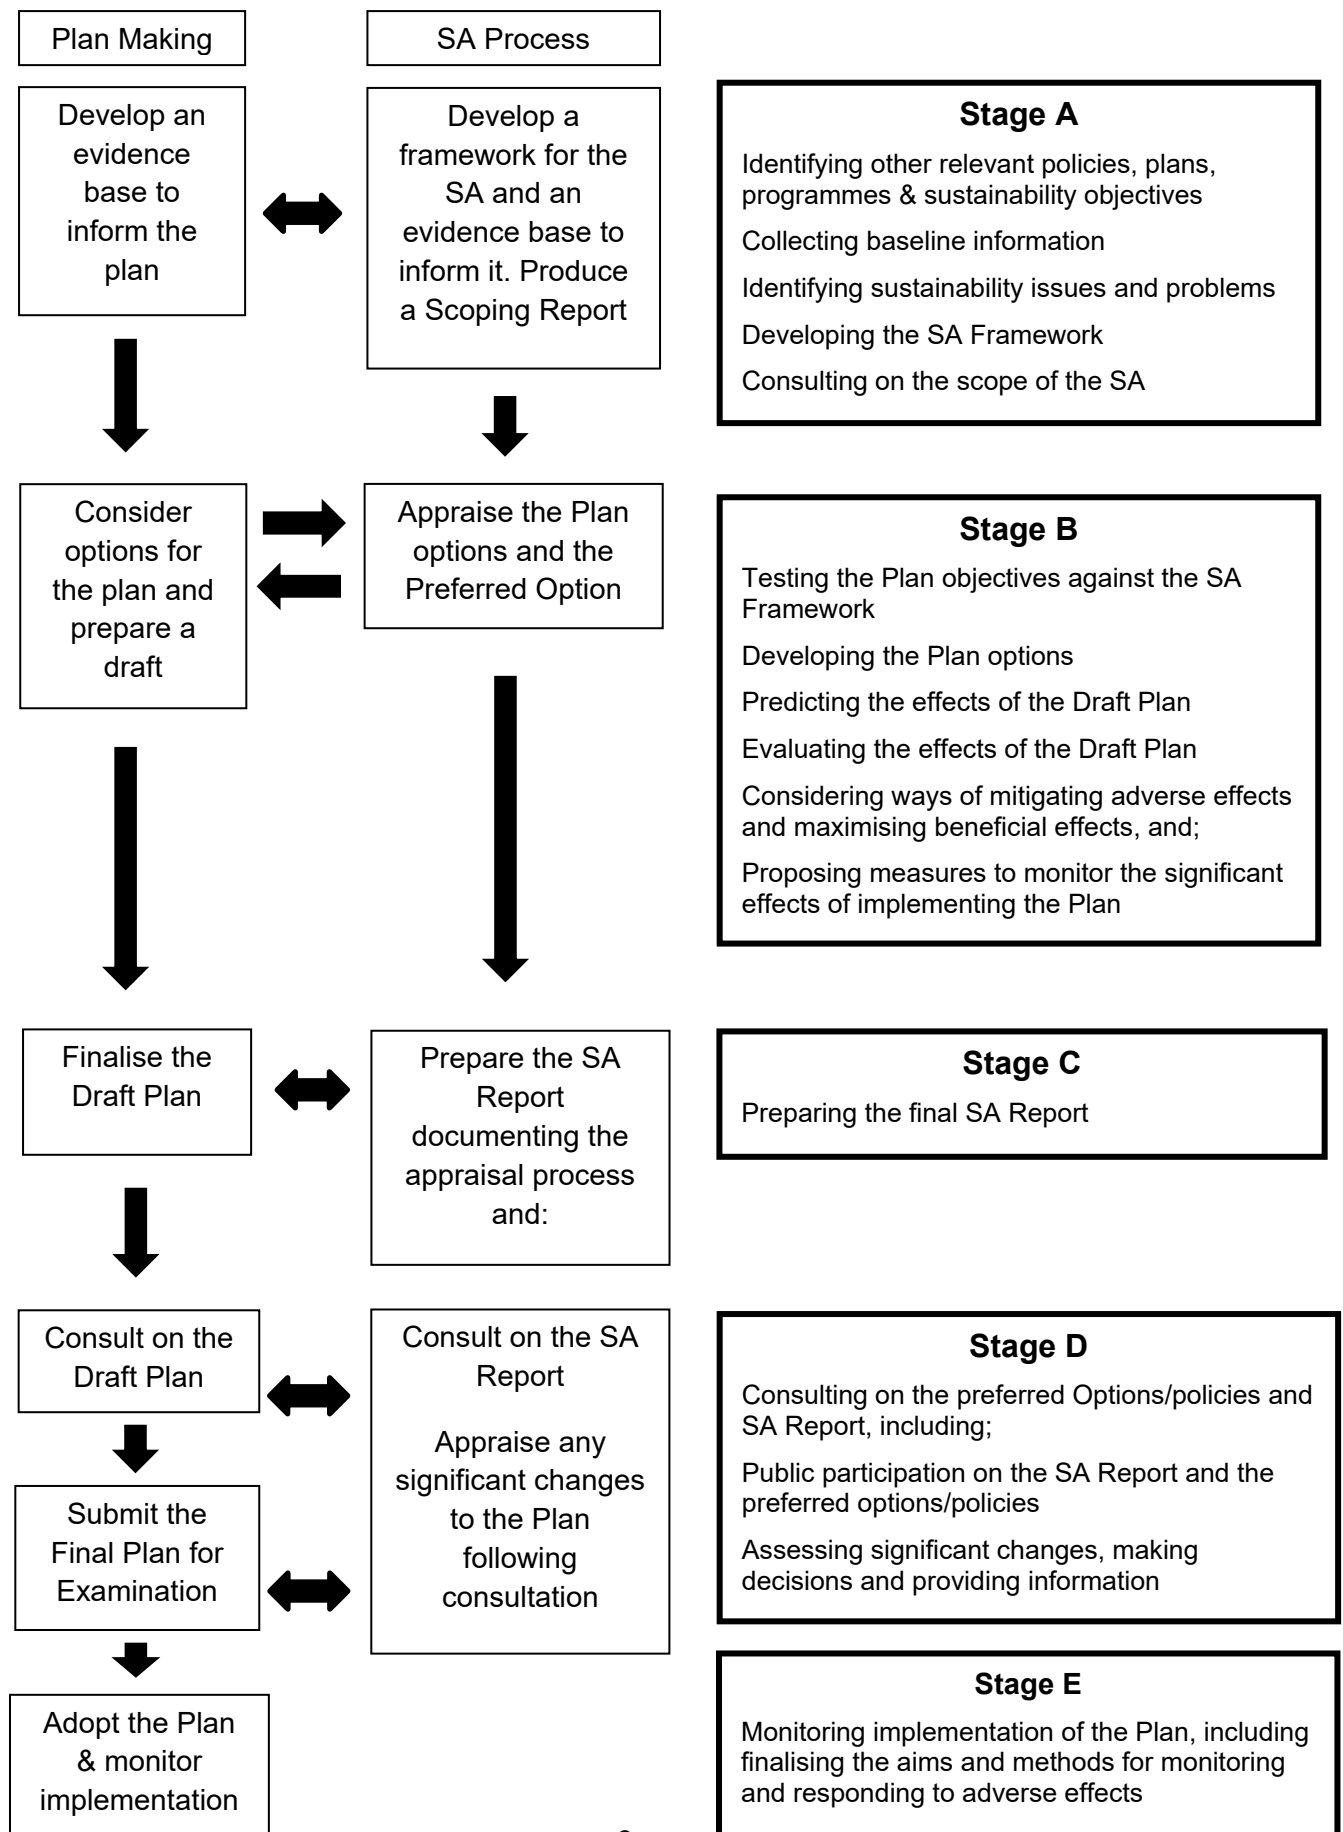 Plan Making
SA Process
Develop an
evidence
base to
inform the
plan
Develop a
framework for the
SA and an
evidence base to
inform it. Produce
a Scoping Report
Stage A
Identifying other relevant policies, plans,
programmes & sustainability objectives
Collecting baseline information
Identifying sustainability issues and problems
Developing the SA Framework
Consulting on the scope of the SA
Consider
options for
the plan and
prepare a
draft
Appraise the Plan
options and the
Preferred Option
Stage B
Testing the Plan objectives against the SA
Framework
Developing the Plan options
Predicting the effects of the Draft Plan
Evaluating the effects of the Draft Plan
Considering ways of mitigating adverse effects
and maximising beneficial effects, and;
Proposing measures to monitor the significant
effects of implementing the Plan
Finalise the
Draft Plan
Prepare the SA
Report
documenting the
appraisal process
and:
Stage C
Preparing the final SA Report
Consult on the
Draft Plan
Consult on the SA
Report
Appraise any
significant changes
to the Plan
following
consultation
Stage D
Consulting on the preferred Options/policies and
SA Report, including;
Public participation on the SA Report and the
preferred options/policies
Assessing significant changes, making
decisions and providing information
Submit the
Final Plan for
Examination
Adopt the Plan
& monitor
implementation
Stage E
Monitoring implementation of the Plan, including
finalising the aims and methods for monitoring
and responding to adverse effects